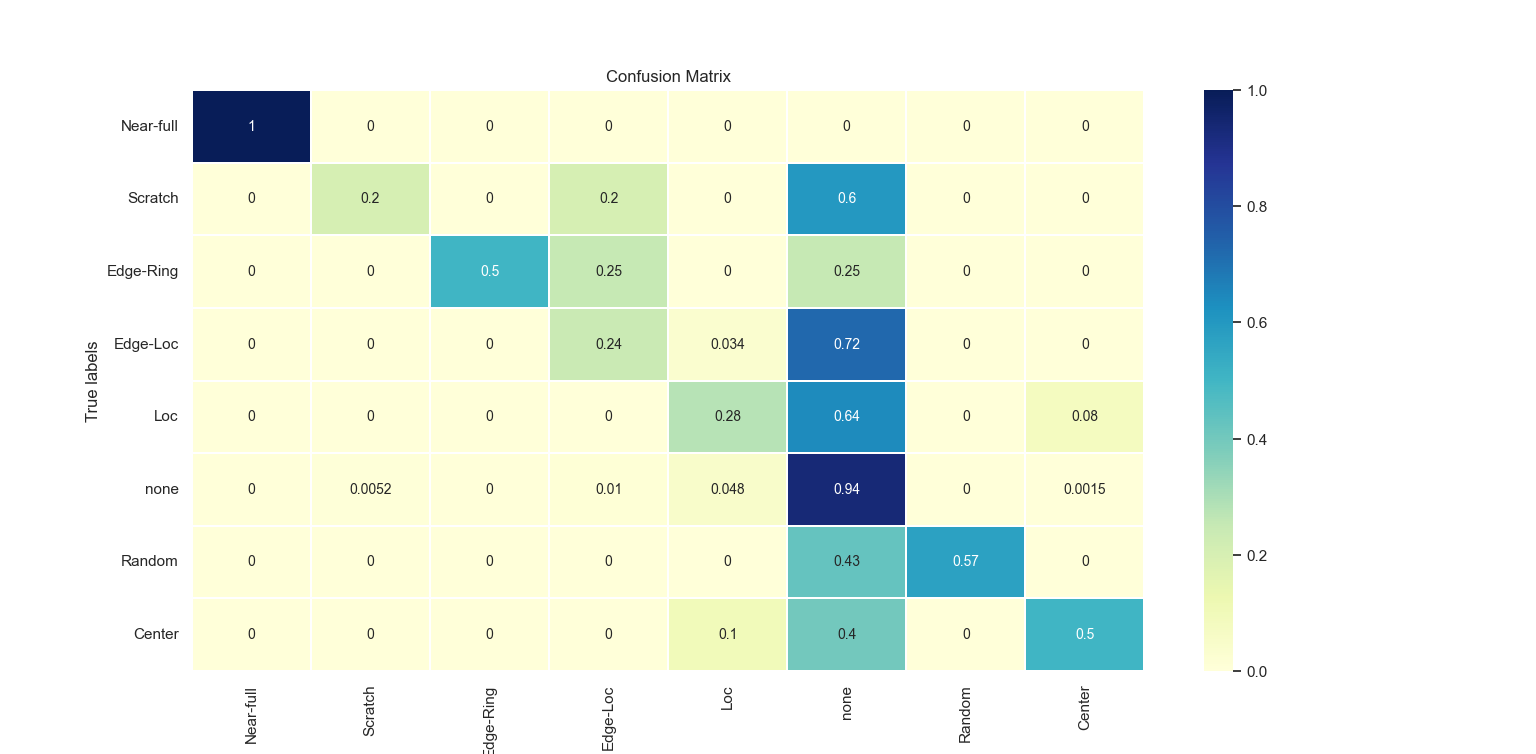 Confusion Matrix
Near-full 1 0 0 0 0 0 0 0
Scratch 0 0.2 0 0.2 0 0.6 0 0
Edge-Ring 0 0 0.5 0.25 0 0.25 0 0
Edge-Loc 0 0 0 0.24 0.034 0.72 0 0
Loc 0 0 0 0 0.28 0.64 0 0.08
none 0 0.0052 0 0.01 0.048 0.94 0 0.0015
Random 0 0 0 0 0 0.43 0.57 0
Center 0 0 0 0 0.1 0.4 0 0.5
True labels
Near-full Scratch Edge-Ring Edge-Loc Loc none Random Center
1.0
0.8
0.6
0.4
0.2
0.0